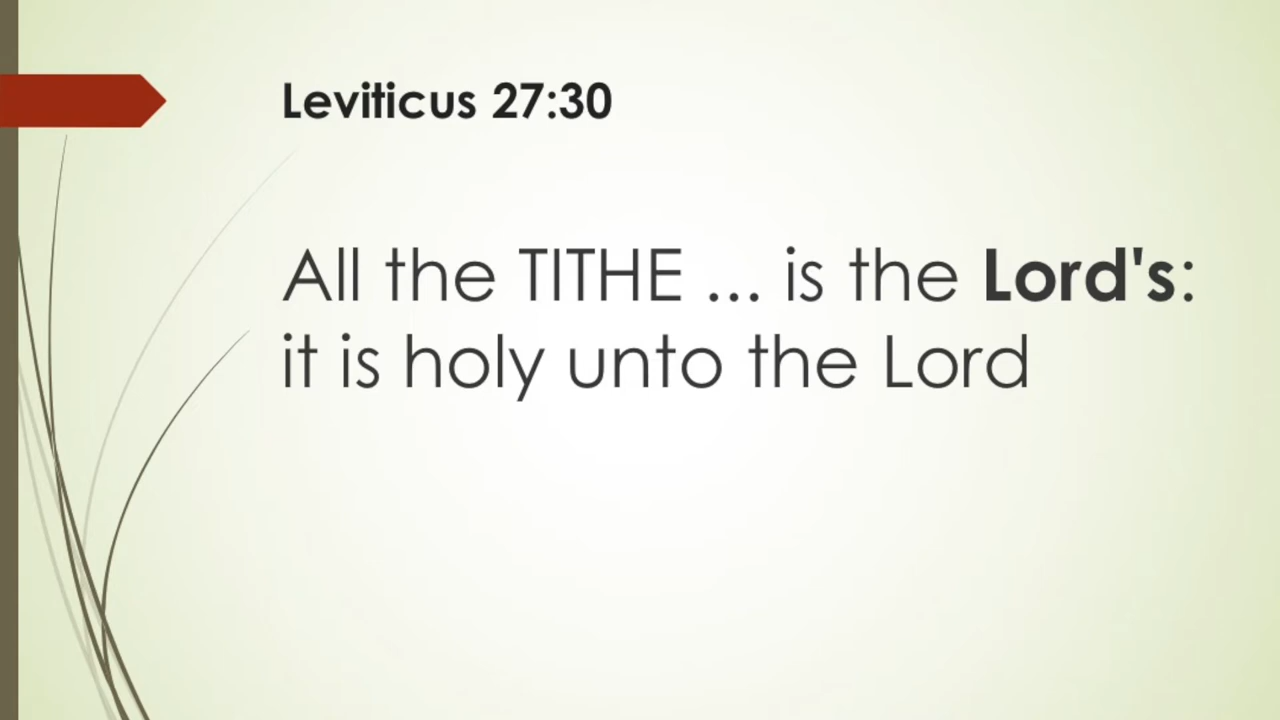 Leviticus 27:30
All the TITHE ... is the Lord's:
it is holy unto the Lord